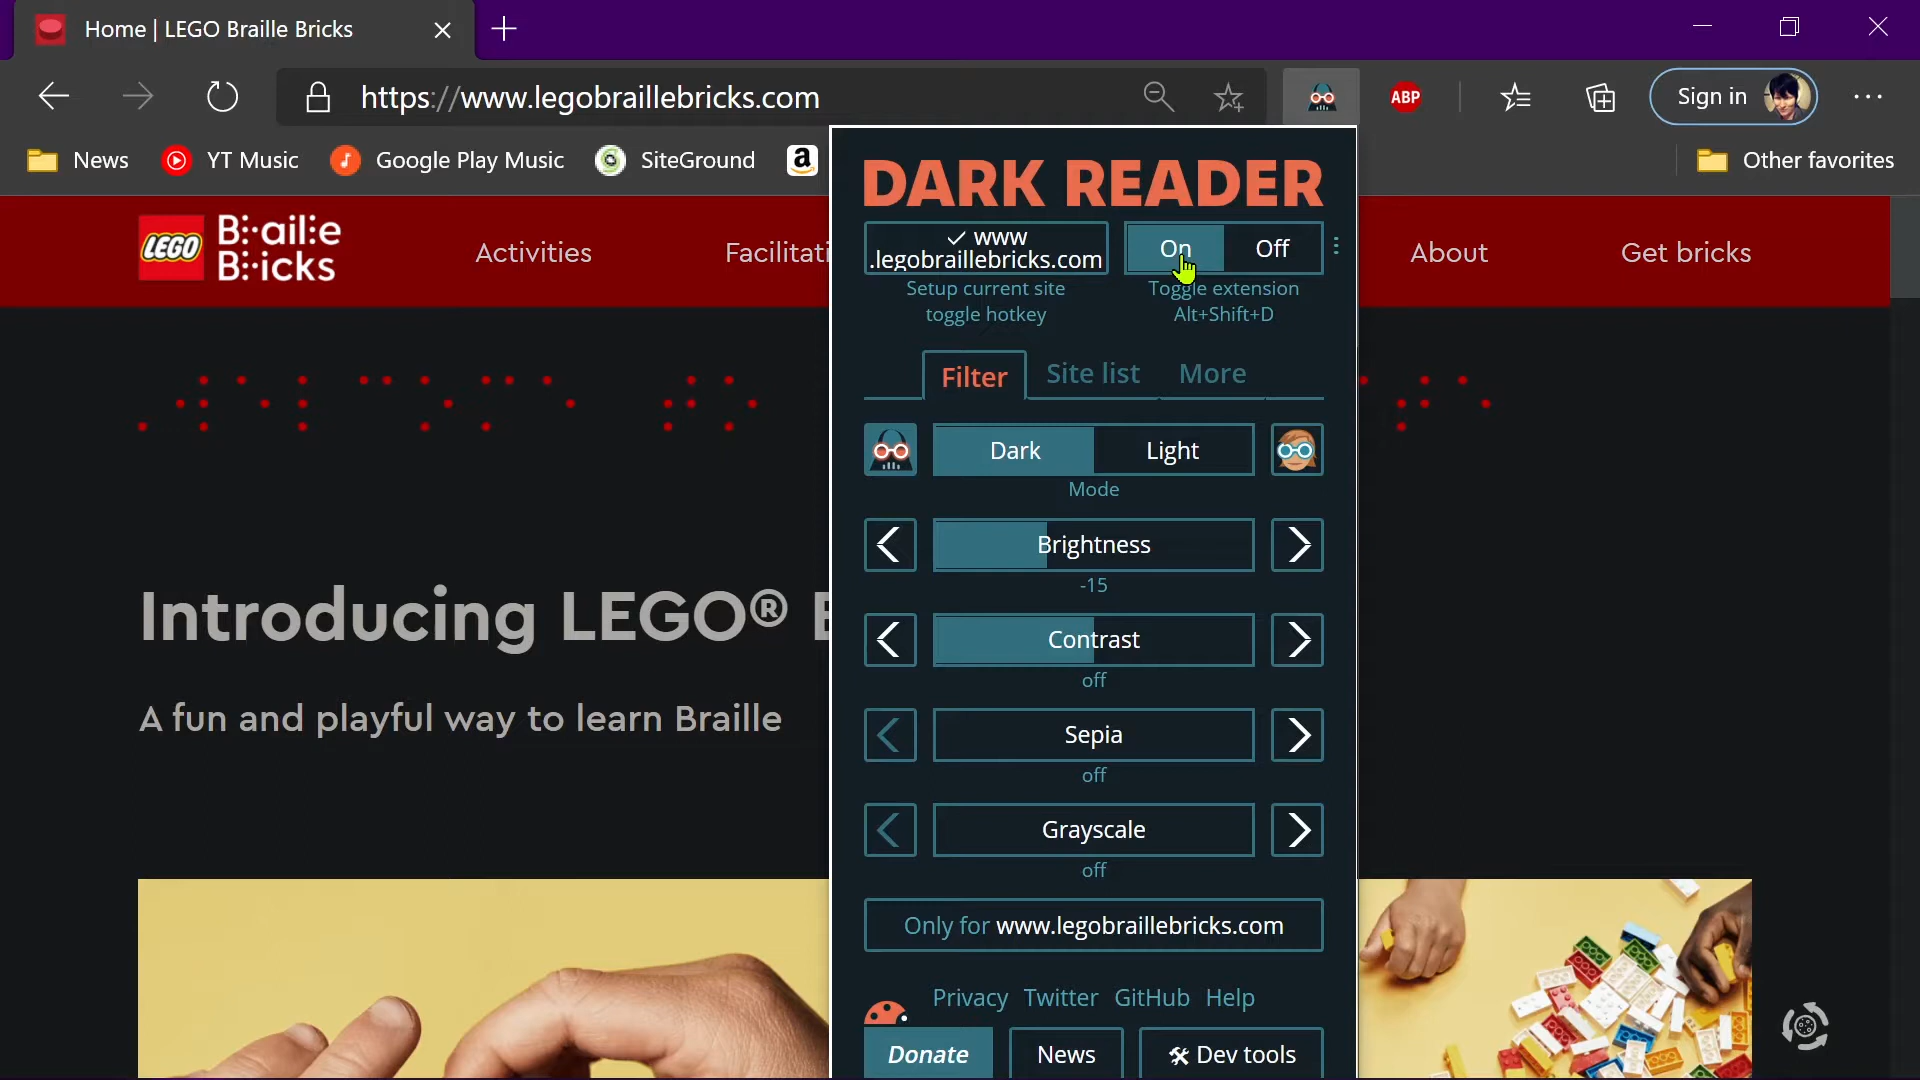 Home | LEGO Braille Bricks
https://www.legobraillebricks.com
ABP
Sign in
News
YT Music
Google Play Music
SiteGround
a
Other favorites
LEGO
Braille
Bricks
Activities
Facilitati
About
Get bricks
Introducing LEGO®
A fun and playful way to learn Braille
DARK READER
www
.legobraillebricks.com
On
Off
Setup current site
toggle hotkey
Toggle extension
Alt+Shift+D
Filter
Site list
More
Dark
Light
Mode
Brightness
-15
Contrast
off
Sepia
off
Grayscale
off
Only for www.legobraillebricks.com
Privacy
Twitter
GitHub
Help
Donate
News
Dev tools